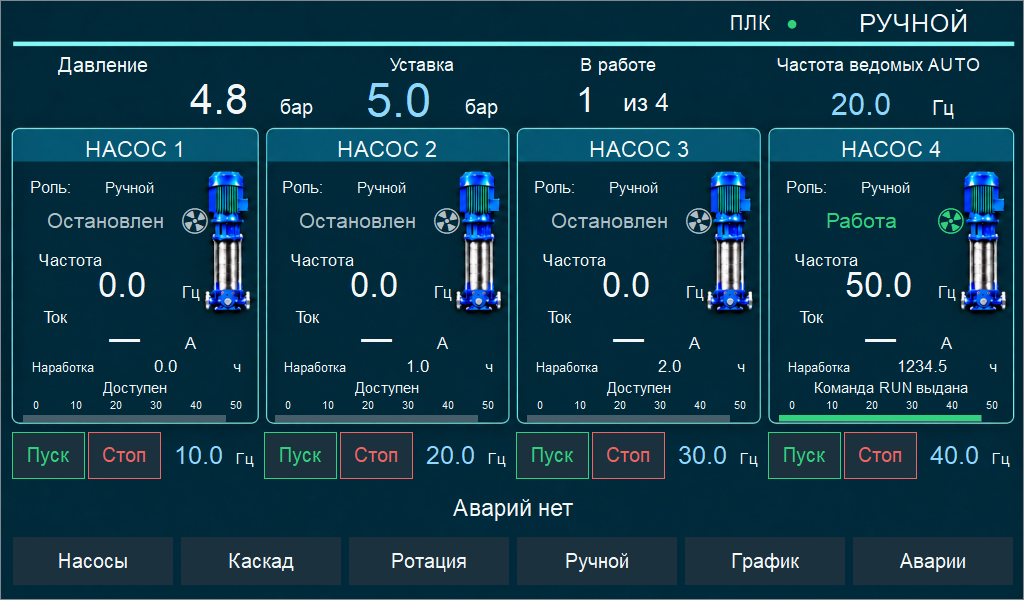 ПЛК РУЧНОЙ
Давление Уставка В работе Частота ведомых AUTO
4.8 бар 5.0 бар 1 из 4 20.0 Гц
НАСОС 1 НАСОС 2 НАСОС 3 НАСОС 4
Роль: Ручной Роль: Ручной Роль: Ручной Роль: Ручной
Остановлен Остановлен Остановлен Работа
Частота Частота Частота Частота
0.0 Гц 0.0 Гц 0.0 Гц 50.0 Гц
Ток Ток Ток Ток
— А — А — А — А
Наработка 0.0 ч Наработка 1.0 ч Наработка 2.0 ч Наработка 1234.5 ч
Доступен Доступен Доступен Команда RUN выдана
0 10 20 30 40 50 0 10 20 30 40 50 0 10 20 30 40 50 0 10 20 30 40 50
Пуск Стоп 10.0 Гц Пуск Стоп 20.0 Гц Пуск Стоп 30.0 Гц Пуск Стоп 40.0 Гц
Аварий нет
Насосы Каскад Ротация Ручной График Аварии